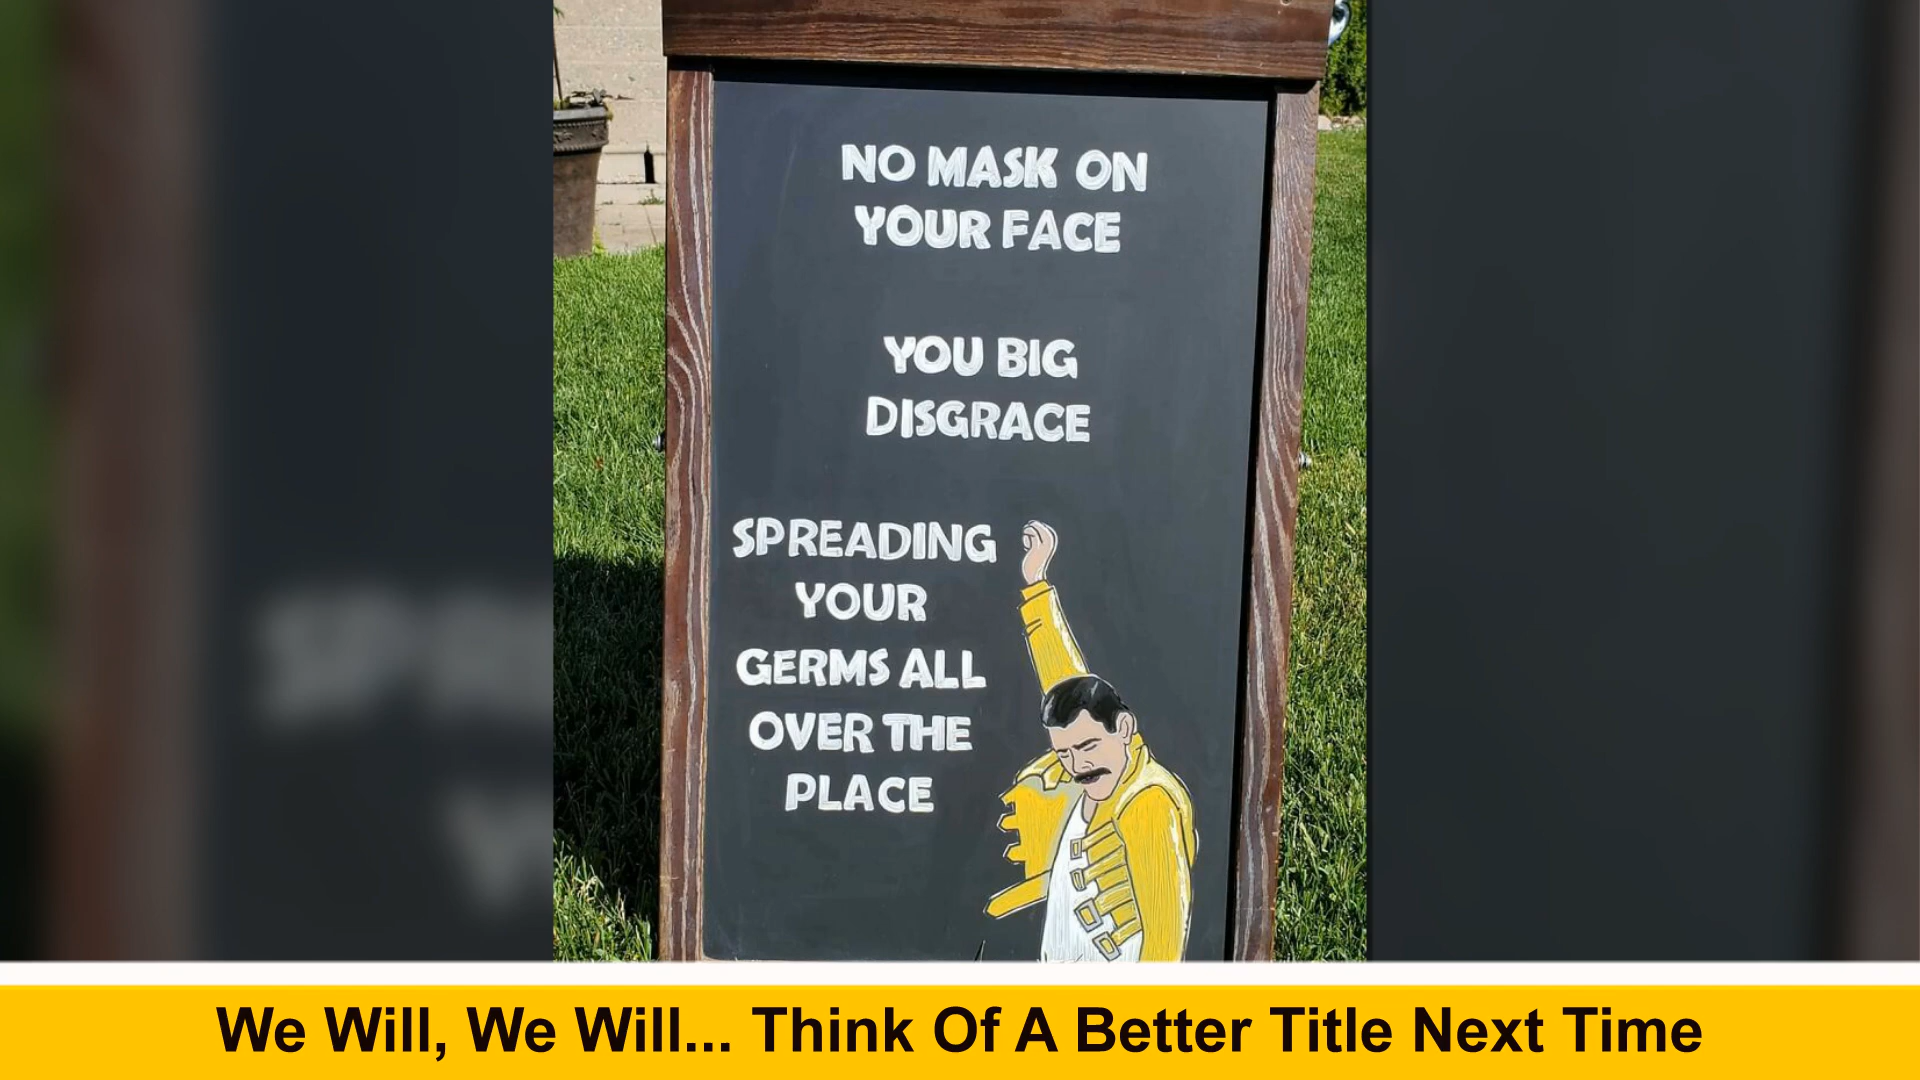 NO MASK ON
YOUR FACE
YOU BIG
DISGRACE
SPREADING
YOUR
GERMS ALL
OVER THE
PLACE
We Will, We Will... Think Of A Better Title Next Time